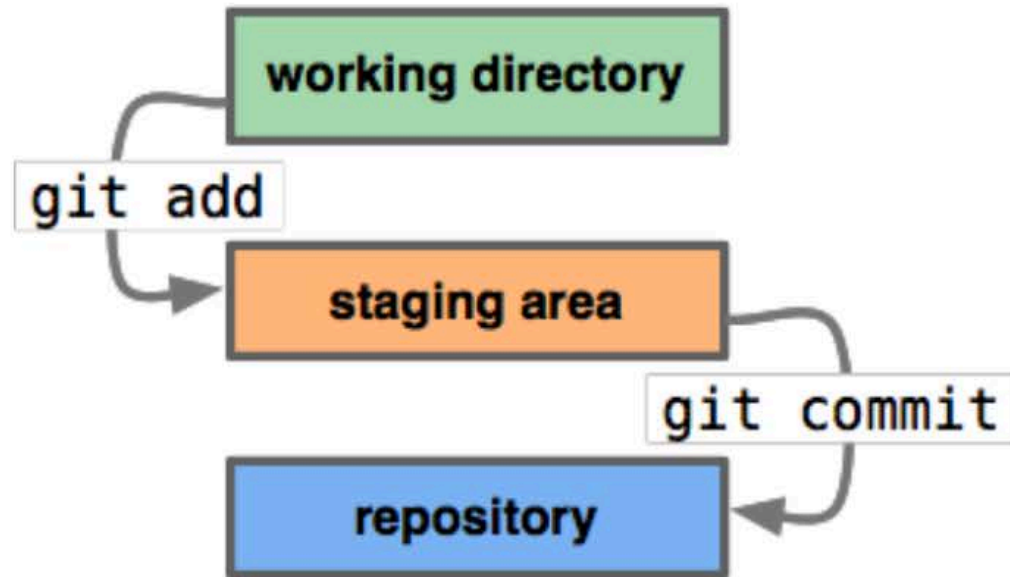 working directory
git add
staging area
git commit
repository